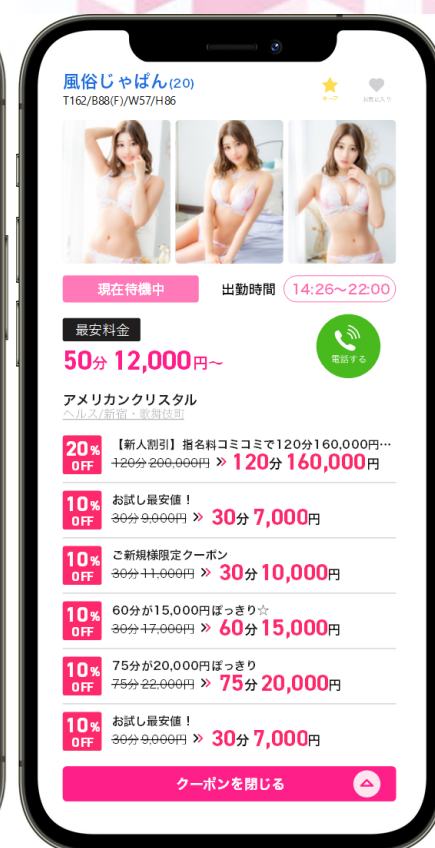 風俗じゃぱん(20)
T162/B88(F)/W57/H86
キープ
お気に入り
現在待機中
出勤時間
14:26~22:00
最安料金
50分 12,000円~
電話する
アメリカンクリスタル
ヘルス/新宿・歌舞伎町
20% OFF
【新人割引】指名料コミコミで120分160,000円…
120分 200,000円 » 120分 160,000円
10% OFF
お試し最安値！
30分 9,000円 » 30分 7,000円
10% OFF
ご新規様限定クーポン
30分 11,000円 » 30分 10,000円
10% OFF
60分が15,000円ぽっきり☆
30分 17,000円 » 60分 15,000円
10% OFF
75分が20,000円ぽっきり
75分 22,000円 » 75分 20,000円
10% OFF
お試し最安値！
30分 9,000円 » 30分 7,000円
クーポンを閉じる